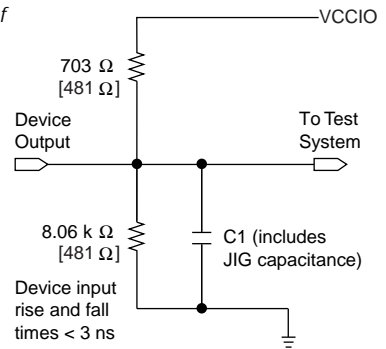 f
VCCIO
703 Ω
[481 Ω]
Device
Output
To Test
System
8.06 k Ω
[481 Ω]
C1 (includes
JIG capacitance)
Device input
rise and fall
times < 3 ns